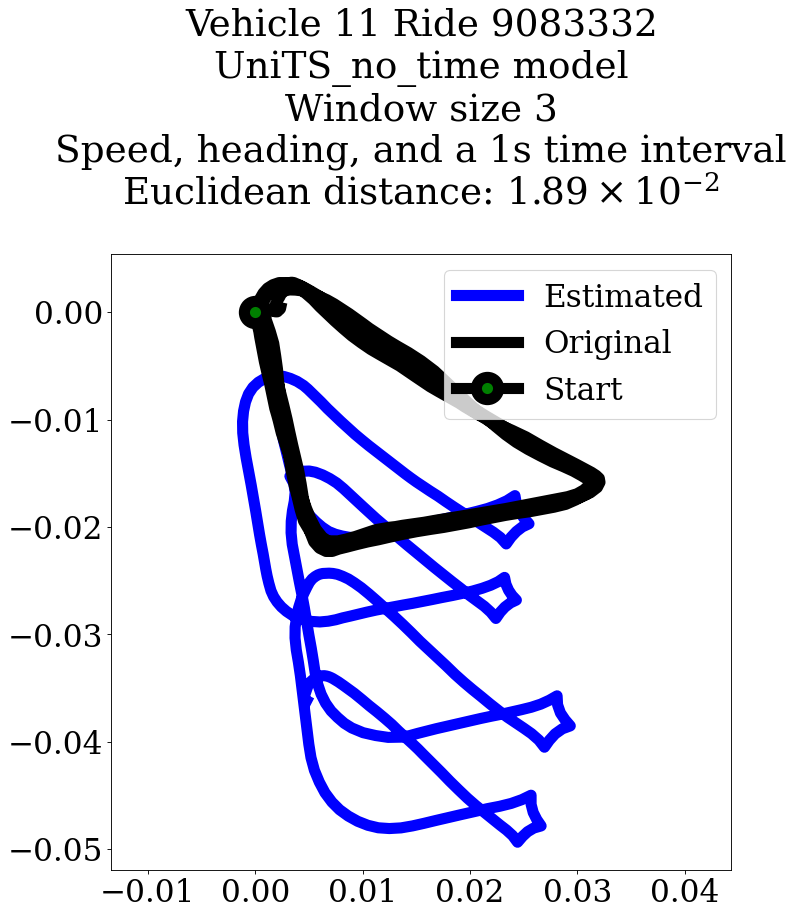 Vehicle 11 Ride 9083332
UniTS_no_time model
Window size 3
Speed, heading, and a 1s time interval
Euclidean distance: 1.89 × 10⁻²
Estimated
Original
Start
0.00
−0.01
−0.02
−0.03
−0.04
−0.05
−0.01 0.00 0.01 0.02 0.03 0.04